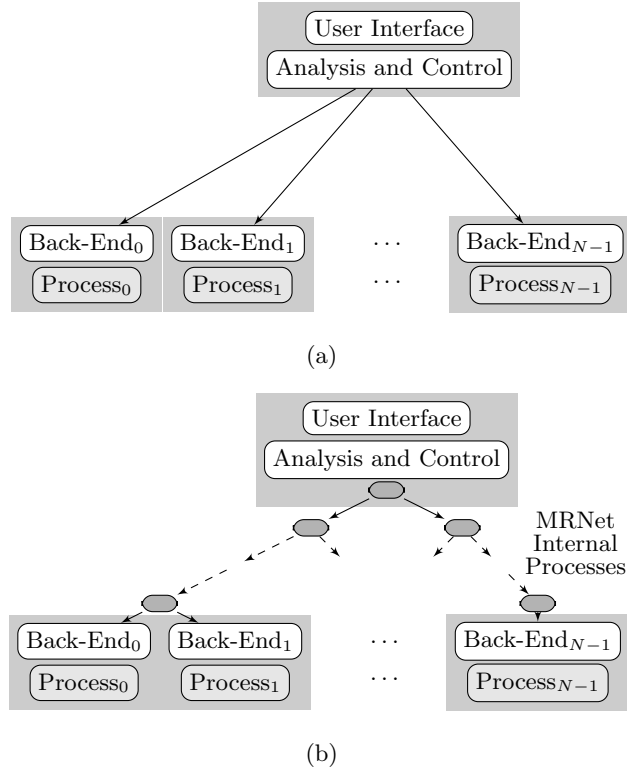 User Interface
Analysis and Control
Back-End₀ Back-End₁ ··· Back-End_{N−1}
Process₀ Process₁ ··· Process_{N−1}
(a)
User Interface
Analysis and Control
MRNet
Internal
Processes
Back-End₀ Back-End₁ ··· Back-End_{N−1}
Process₀ Process₁ ··· Process_{N−1}
(b)